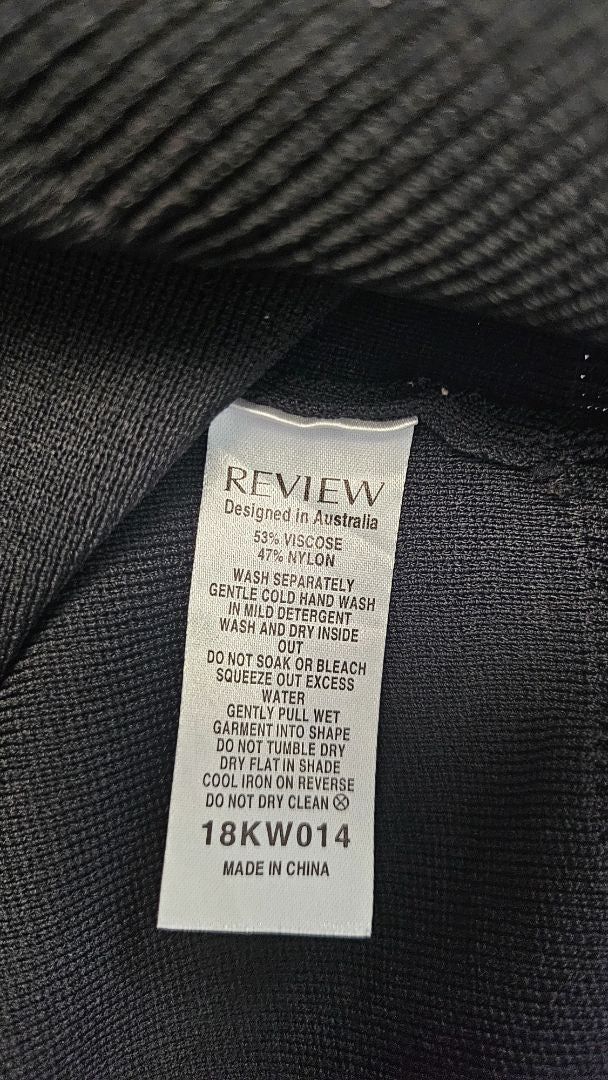 REVIEW
Designed in Australia
53% VISCOSE
47% NYLON
WASH SEPARATELY
GENTLE COLD HAND WASH
IN MILD DETERGENT
WASH AND DRY INSIDE
OUT
DO NOT SOAK OR BLEACH
SQUEEZE OUT EXCESS
WATER
GENTLY PULL WET
GARMENT INTO SHAPE
DO NOT TUMBLE DRY
DRY FLAT IN SHADE
COOL IRON ON REVERSE
DO NOT DRY CLEAN
18KW014
MADE IN CHINA